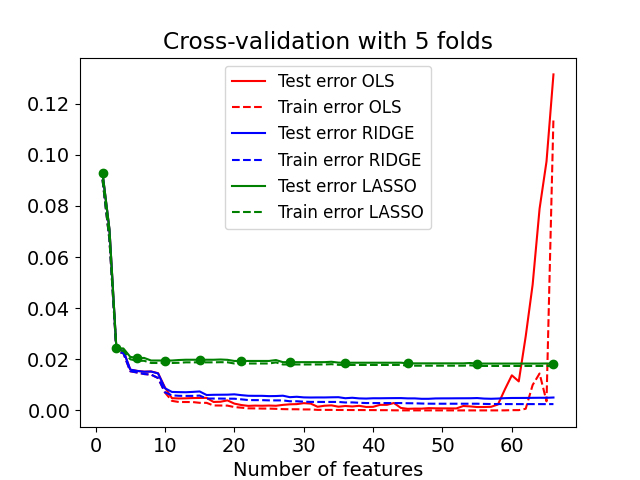 Cross-validation with 5 folds
Test error OLS
Train error OLS
Test error RIDGE
Train error RIDGE
Test error LASSO
Train error LASSO
0.12
0.10
0.08
0.06
0.04
0.02
0.00
0 10 20 30 40 50 60
Number of features